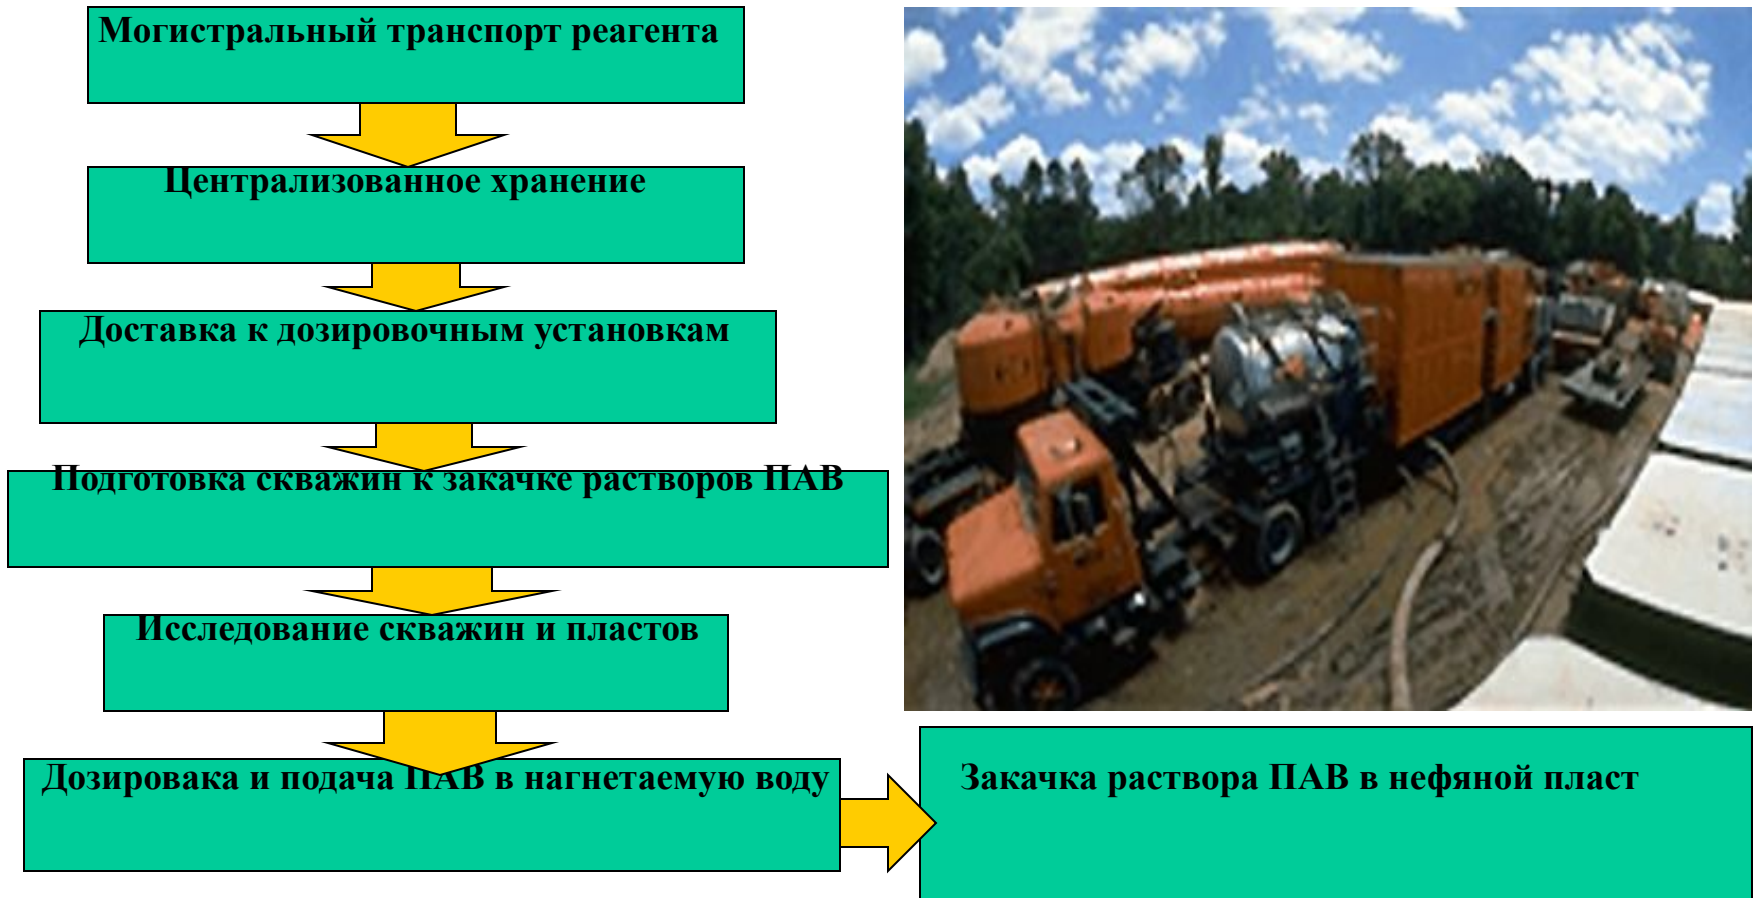 Могистральный транспорт реагента
Централизованное хранение
Доставка к дозировочным установкам
Подготовка скважин к закачке растворов ПАВ
Исследование скважин и пластов
Дозировака и подача ПАВ в нагнетаемую воду
Закачка раствора ПАВ в нефяной пласт